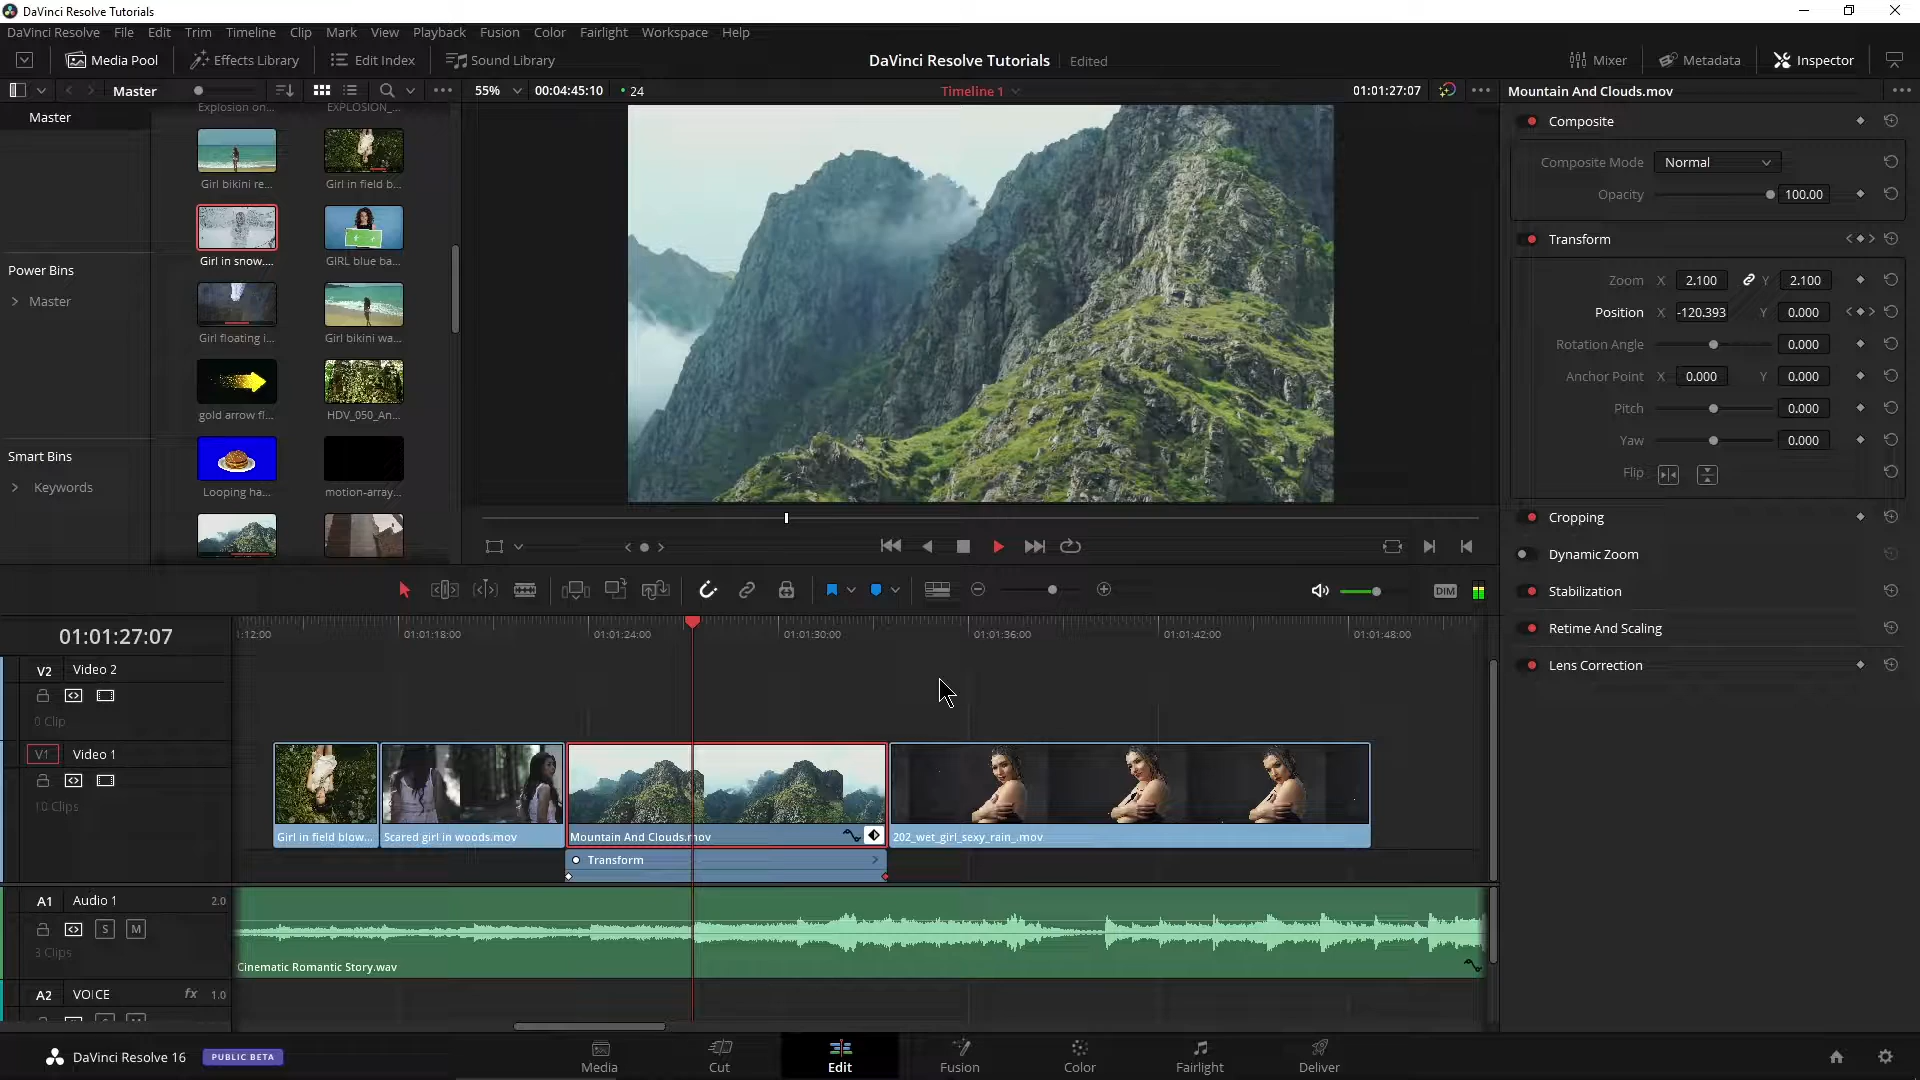 DaVinci Resolve Tutorials
DaVinci Resolve File Edit Trim Timeline Clip Mark View Playback Fusion Color Fairlight Workspace Help
Media Pool Effects Library Edit Index Sound Library DaVinci Resolve Tutorials Edited Mixer Metadata Inspector
Master 55% 00:04:45:10 24 Timeline 1 01:01:27:07 Mountain And Clouds.mov
Explosion on... EXPLOSION_...
Master
Girl bikini re... Girl in field b...
Girl in snow.... GIRL blue ba...
Power Bins
Master
Girl floating i... Girl bikini wa...
gold arrow fl... HDV_050_An...
Smart Bins
Keywords
Looping ha... motion-array...
Composite
Composite Mode Normal
Opacity 100.00
Transform
Zoom X 2.100 Y 2.100
Position X -120.393 Y 0.000
Rotation Angle 0.000
Anchor Point X 0.000 Y 0.000
Pitch 0.000
Yaw 0.000
Flip
Cropping
Dynamic Zoom
Stabilization
Retime And Scaling
Lens Correction
DIM
01:01:27:07
:12:00 01:01:18:00 01:01:24:00 01:01:30:00 01:01:36:00 01:01:42:00 01:01:48:00
V2 Video 2
0 Clip
V1 Video 1
10 Clips
Girl in field blow... Scared girl in woods.mov Mountain And Clouds.mov 202_wet_girl_sexy_rain_.mov
Transform
A1 Audio 1 2.0
S M
3 Clips
Cinematic Romantic Story.wav
A2 VOICE fx 1.0
DaVinci Resolve 16 PUBLIC BETA
Media Cut Edit Fusion Color Fairlight Deliver